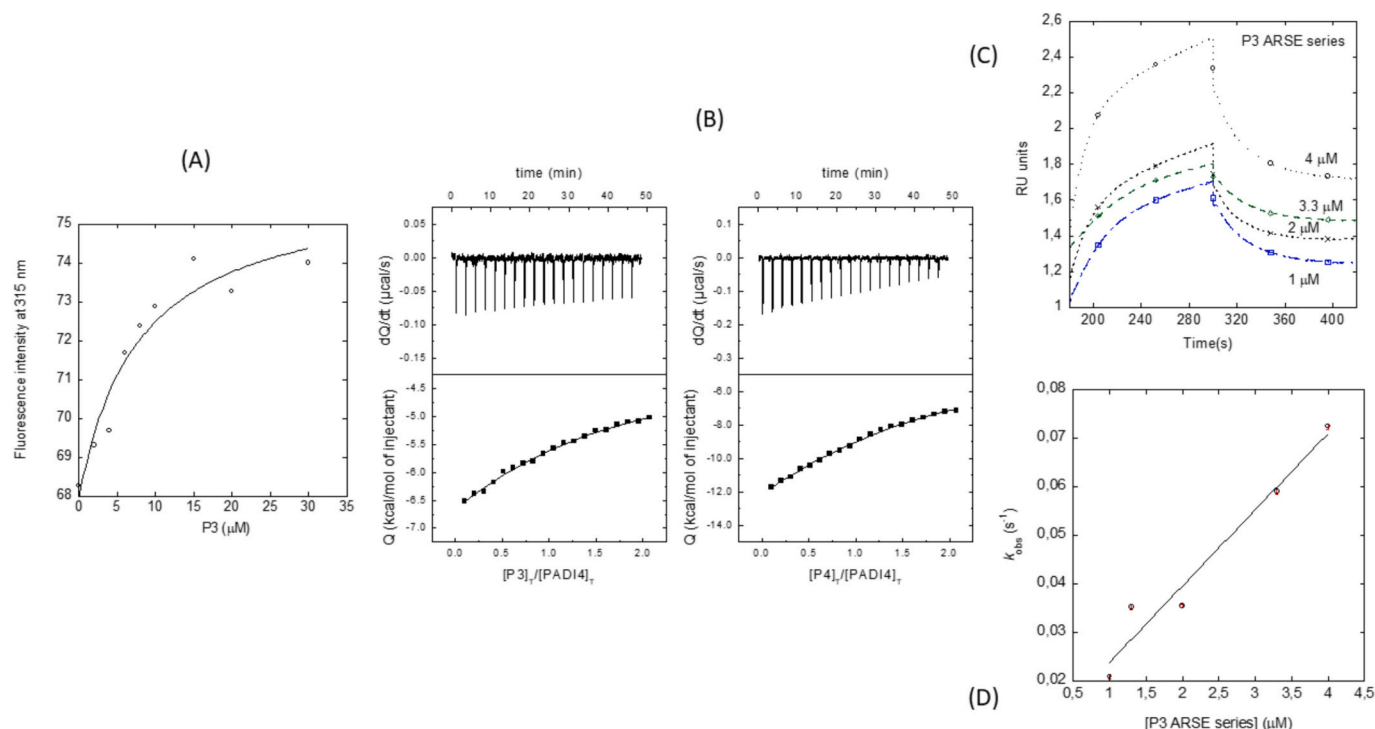 (A)
75
74
73
72
71
70
69
68
0 5 10 15 20 25 30 35
Fluorescence intensity at 315 nm
P3 (µM)
(B)
time (min)
0 10 20 30 40 50
0.05
0.00
-0.05
-0.10
-0.15
dQ/dt (µcal/s)
-4.5
-5.0
-5.5
-6.0
-6.5
-7.0
Q (kcal/mol of injectant)
0.0 0.5 1.0 1.5 2.0
[P3]T/[PADI4]T
time (min)
0 10 20 30 40 50
0.1
0.0
-0.1
-0.2
-0.3
dQ/dt (µcal/s)
-6.0
-8.0
-10.0
-12.0
-14.0
Q (kcal/mol of injectant)
0.0 0.5 1.0 1.5 2.0
[P4]T/[PADI4]T
(C)
2,6
2,4
2,2
2
1,8
1,6
1,4
1,2
1
RU units
P3 ARSE series
4 µM
3.3 µM
2 µM
1 µM
200 240 280 320 360 400
Time(s)
(D)
0,08
0,07
0,06
0,05
0,04
0,03
0,02
kobs (s-1)
0,5 1 1,5 2 2,5 3 3,5 4 4,5
[P3 ARSE series] (µM)